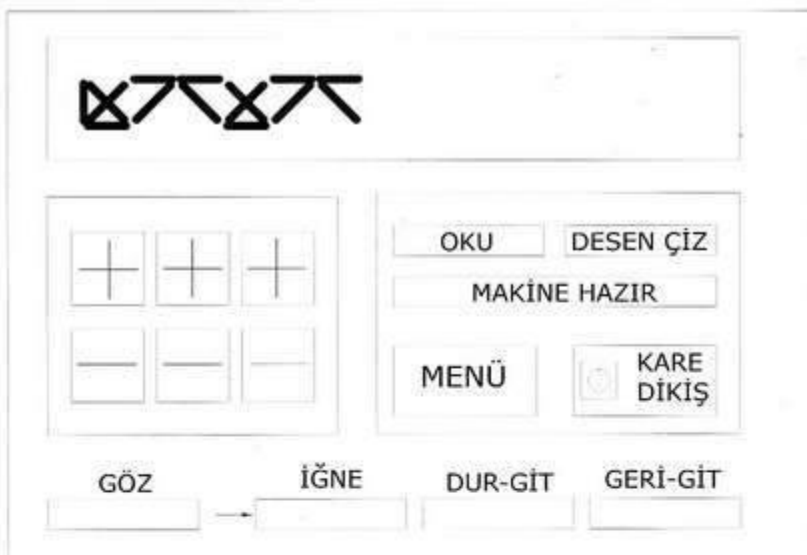 OKU DESEN ÇİZ
MAKİNE HAZIR
MENÜ
KARE
DİKİŞ
GÖZ İĞNE DUR-GİT GERİ-GİT